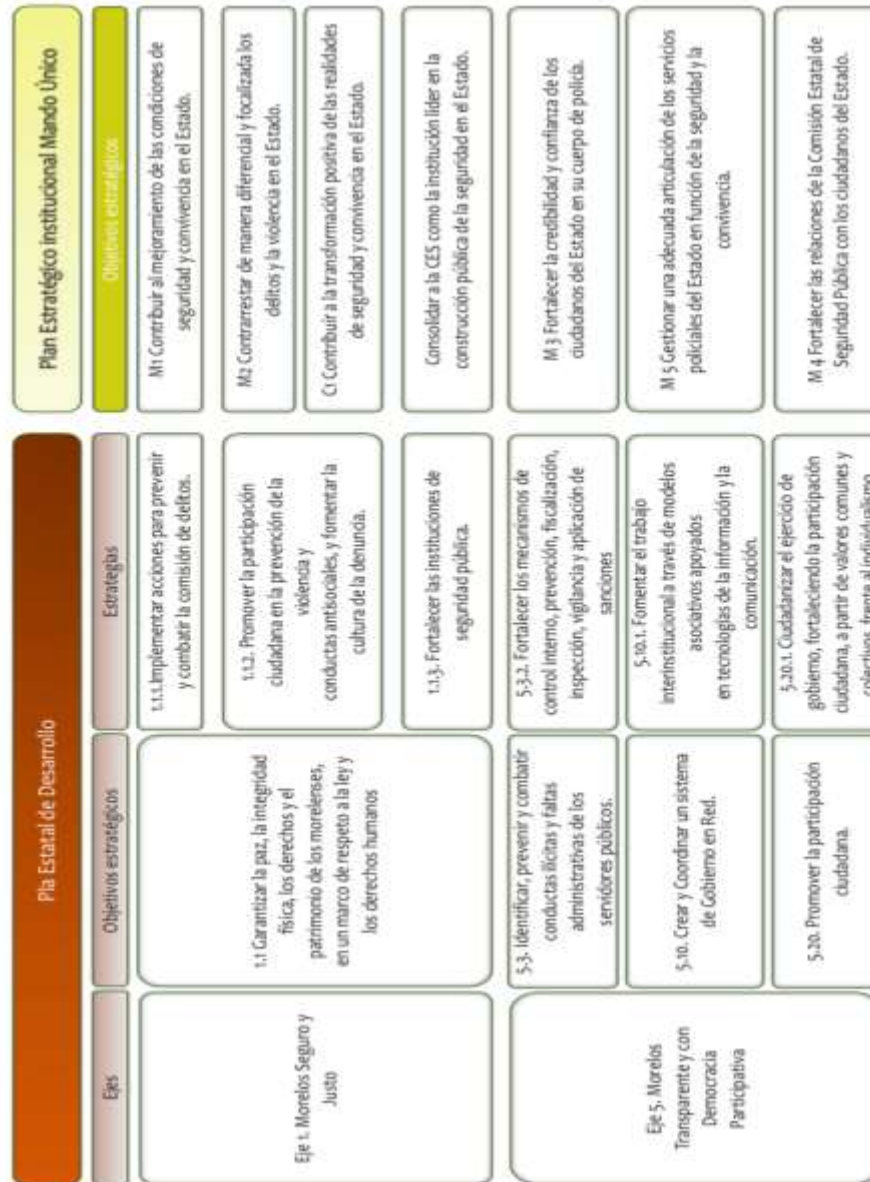 Pla Estatal de Desarrollo
Plan Estratégico Institucional Mando Único
Ejes
Objetivos estratégicos
Estrategias
Objetivos estratégicos
Eje 1. Morelos Seguro y
Justo
1.1 Garantizar la paz, la integridad
física, los derechos y el
patrimonio de los morelenses,
en un marco de respeto a la ley y
los derechos humanos
1.1.1.Implementar acciones para prevenir
y combatir la comisión de delitos.
M1 Contribuir al mejoramiento de las condiciones de
seguridad y convivencia en el Estado.
1.1.2. Promover la participación
ciudadana en la prevención de la
violencia y
conductas antisociales, y fomentar la
cultura de la denuncia.
M2 Contrarrestar de manera diferencial y focalizada los
delitos y la violencia en el Estado.
C1 Contribuir a la transformación positiva de las realidades
de seguridad y convivencia en el Estado.
1.1.3. Fortalecer las instituciones de
seguridad pública.
Consolidar a la CES como la institución líder en la
construcción pública de la seguridad en el Estado.
Eje 5. Morelos
Transparente y con
Democracia
Participativa
5.3. Identificar, prevenir y combatir
conductas ilícitas y faltas
administrativas de los
servidores públicos.
5.3.2. Fortalecer los mecanismos de
control interno, prevención, fiscalización,
inspección, vigilancia y aplicación de
sanciones
M 3 Fortalecer la credibilidad y confianza de los
ciudadanos del Estado en su cuerpo de policía.
5.10. Crear y Coordinar un sistema
de Gobierno en Red.
5.10.1. Fomentar el trabajo
interinstitucional a través de modelos
asociativos apoyados
en tecnologías de la información y la
comunicación.
M 5 Gestionar una adecuada articulación de los servicios
policiales del Estado en función de la seguridad y la
convivencia.
5.20. Promover la participación
ciudadana.
5.20.1. Ciudadanizar el ejercicio de
gobierno, fortaleciendo la participación
ciudadana, a partir de valores comunes y
colectivos, frente al individualismo
M 4 Fortalecer las relaciones de la Comisión Estatal de
Seguridad Pública con los ciudadanos del Estado.